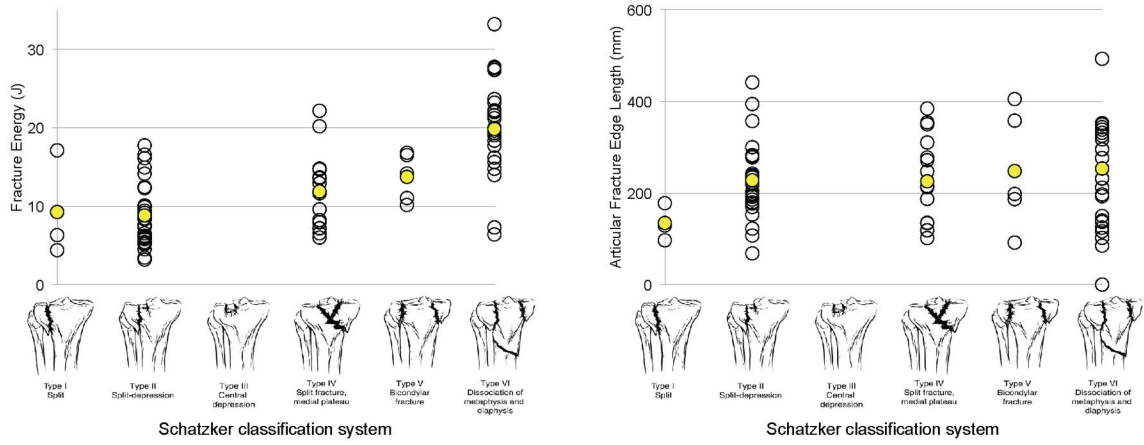 Fracture Energy (J)
30
20
10
0
Type I
Split
Type II
Split-depression
Type III
Central
depression
Type IV
Split fracture,
medial plateau
Type V
Bicondylar
fracture
Type VI
Dissociation of
metaphysis and
diaphysis
Schatzker classification system
Articular Fracture Edge Length (mm)
600
400
200
0
Type I
Split
Type II
Split-depression
Type III
Central
depression
Type IV
Split fracture,
medial plateau
Type V
Bicondylar
fracture
Type VI
Dissociation of
metaphysis and
diaphysis
Schatzker classification system